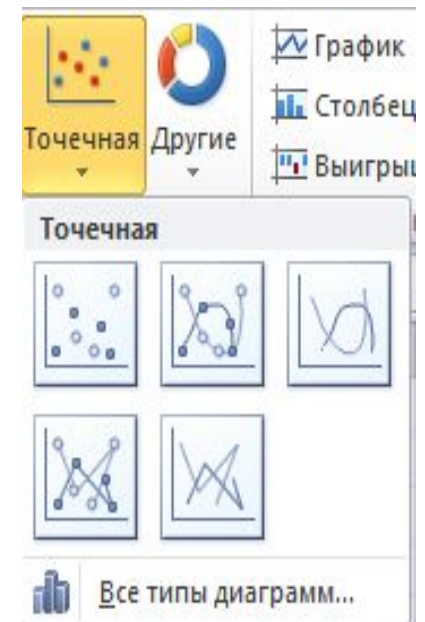 Точечная Другие
График
Столбец
Выигры
Точечная
Все типы диаграмм...